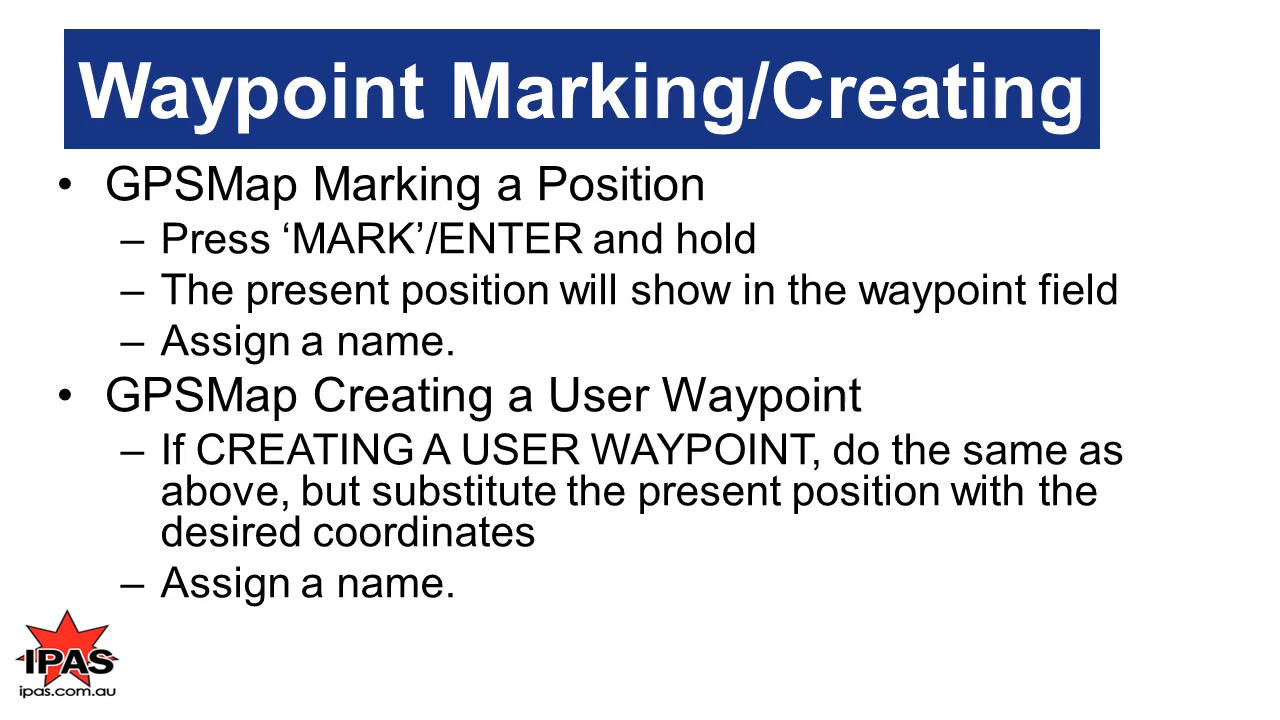 Waypoint Marking/Creating
• GPSMap Marking a Position
– Press ‘MARK’/ENTER and hold
– The present position will show in the waypoint field
– Assign a name.
• GPSMap Creating a User Waypoint
– If CREATING A USER WAYPOINT, do the same as
above, but substitute the present position with the
desired coordinates
– Assign a name.
IPAS
ipas.com.au